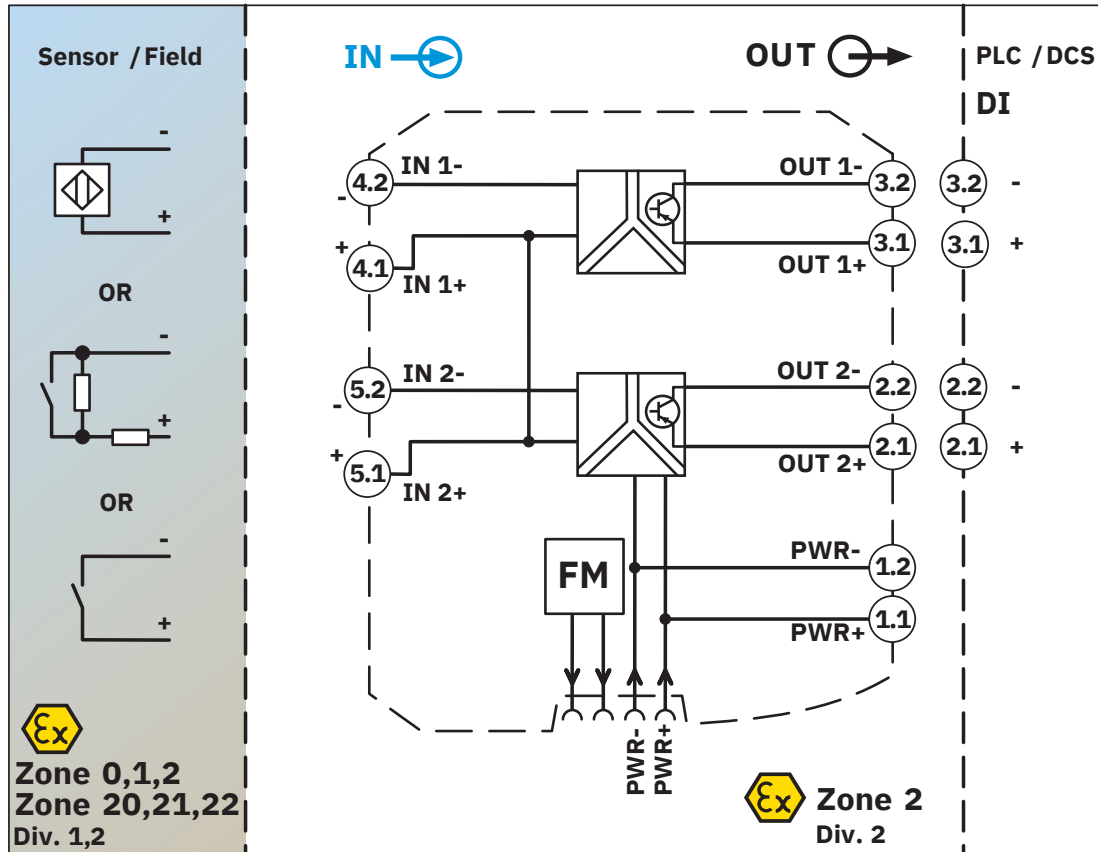 Sensor / Field
-
+
OR
-
+
OR
-
+
Ex
Zone 0,1,2
Zone 20,21,22
Div. 1,2
IN
OUT
4.2
-
IN 1-
+
4.1
IN 1+
OUT 1-
3.2
3.1
OUT 1+
5.2
-
IN 2-
+
5.1
IN 2+
OUT 2-
2.2
2.1
OUT 2+
FM
PWR-
1.2
1.1
PWR+
PWR-
PWR+
Ex
Zone 2
Div. 2
PLC / DCS
DI
3.2 -
3.1 +
2.2 -
2.1 +